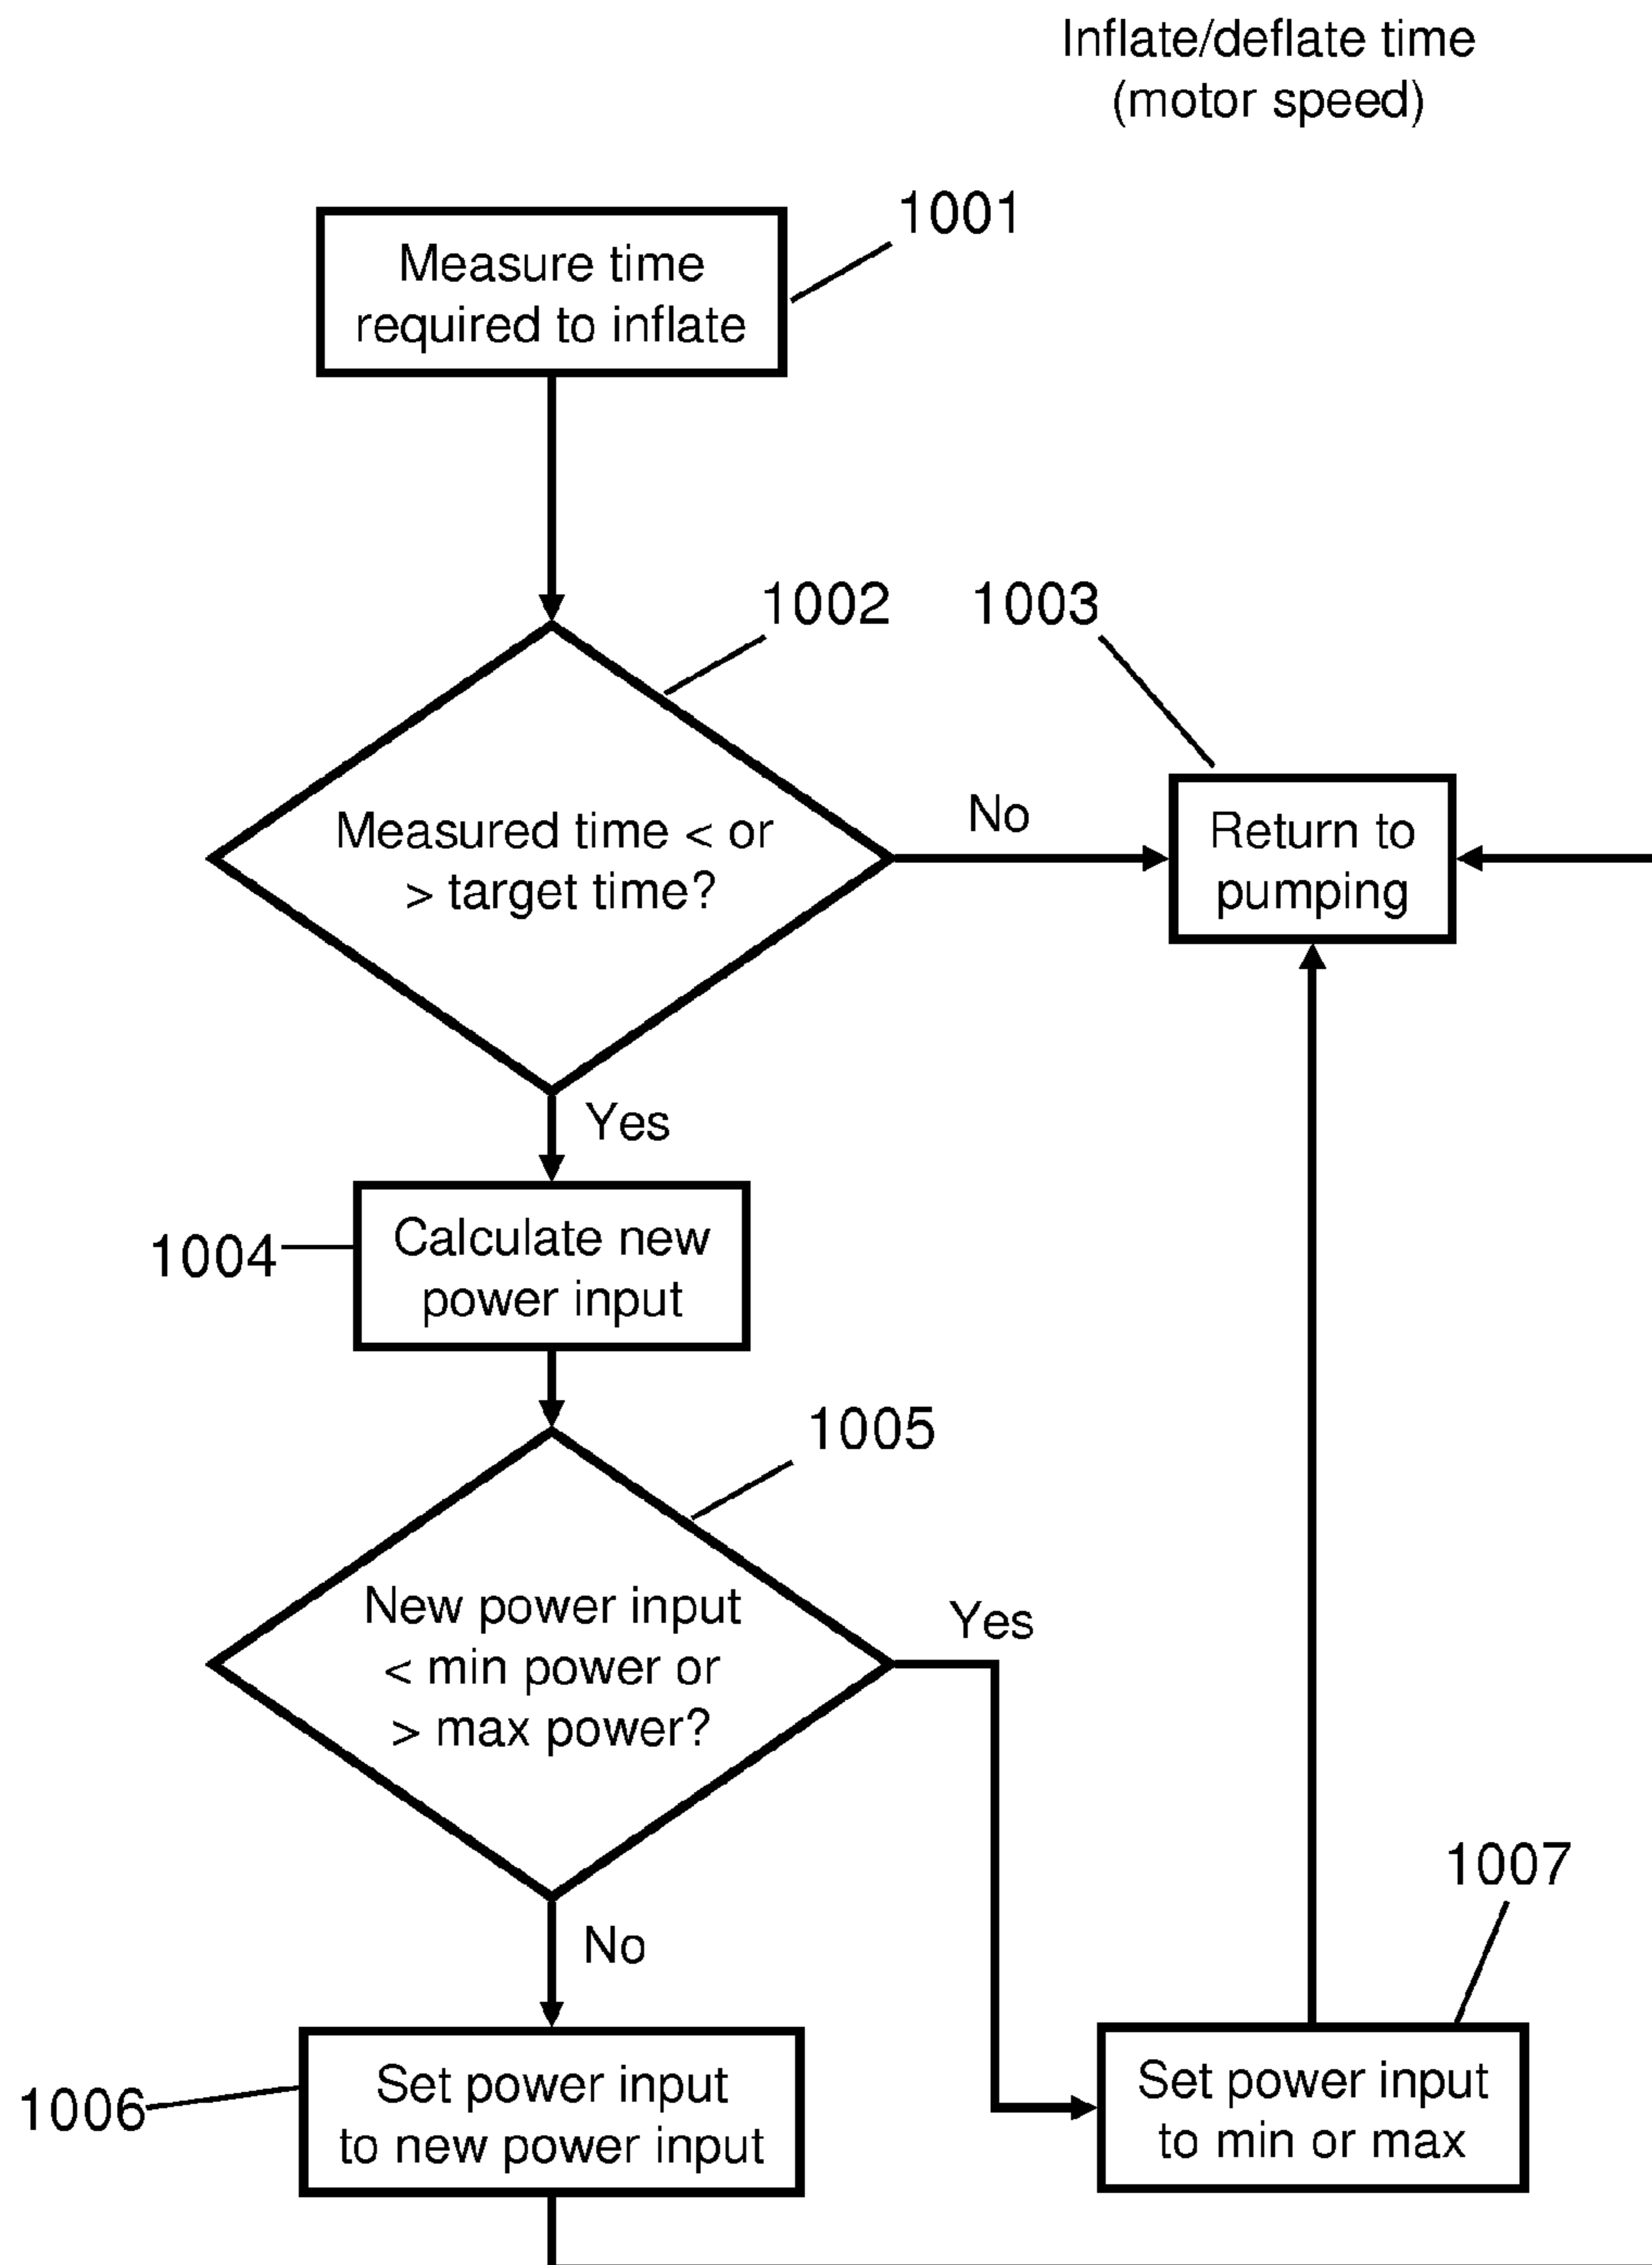 Inflate/deflate time
(motor speed)
1001
Measure time
required to inflate
1002
1003
Measured time < or
> target time?
No
Return to
pumping
Yes
1004
Calculate new
power input
1005
New power input
< min power or
> max power?
Yes
No
1007
1006
Set power input
to new power input
Set power input
to min or max